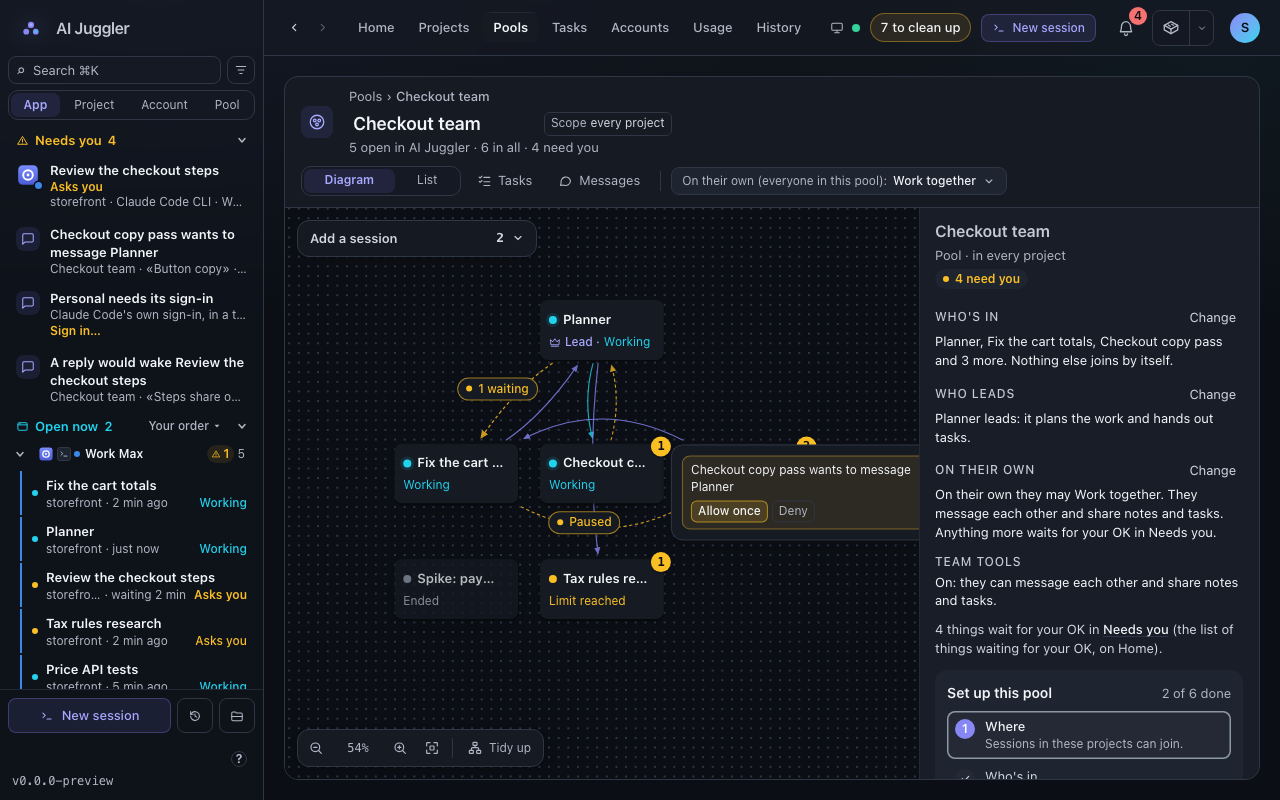 AI Juggler
Search ⌘K
App Project Account Pool
Needs you 4
Review the checkout steps
Asks you
storefront · Claude Code CLI · W…
Checkout copy pass wants to
message Planner
Checkout team · «Button copy» ·…
Personal needs its sign-in
Claude Code's own sign-in, in a t…
Sign in…
A reply would wake Review the
checkout steps
Checkout team · «Steps share o…
Open now 2 Your order
Work Max 1 5
Fix the cart totals
storefront · 2 min ago Working
Planner
storefront · just now Working
Review the checkout steps
storefro… · waiting 2 min Asks you
Tax rules research
storefront · 2 min ago Asks you
Price API tests
storefront · 5 min ago Working
New session
?
v0.0.0-preview
Home Projects Pools Tasks Accounts Usage History
7 to clean up
New session
4
S
Pools › Checkout team
Checkout team
Scope every project
5 open in AI Juggler · 6 in all · 4 need you
Diagram List Tasks Messages
On their own (everyone in this pool): Work together
Add a session 2
Planner
Lead · Working
1 waiting
Fix the cart …
Working
1
Checkout c…
Working
Checkout copy pass wants to message
Planner
Allow once Deny
Paused
Spike: pay…
Ended
1
Tax rules re…
Limit reached
54%
Tidy up
Checkout team
Pool · in every project
4 need you
WHO'S IN Change
Planner, Fix the cart totals, Checkout copy pass
and 3 more. Nothing else joins by itself.
WHO LEADS Change
Planner leads: it plans the work and hands out
tasks.
ON THEIR OWN Change
On their own they may Work together. They
message each other and share notes and tasks.
Anything more waits for your OK in Needs you.
TEAM TOOLS
On: they can message each other and share notes
and tasks.
4 things wait for your OK in Needs you (the list of
things waiting for your OK, on Home).
Set up this pool 2 of 6 done
1 Where
Sessions in these projects can join.
Who's in